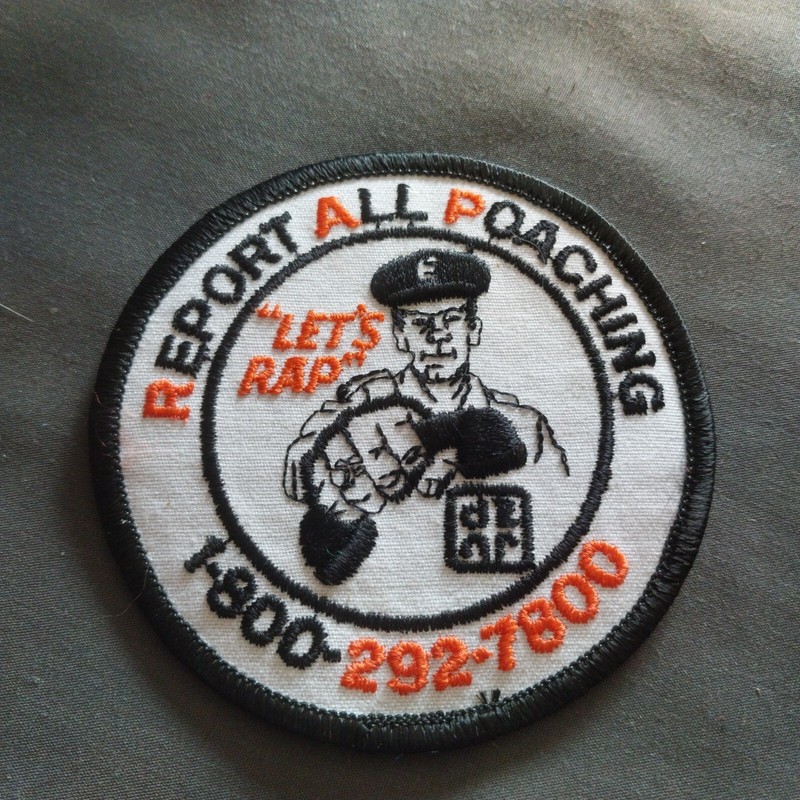 REPORT ALL POACHING
"LET'S
RAP"
1-800-292-7800